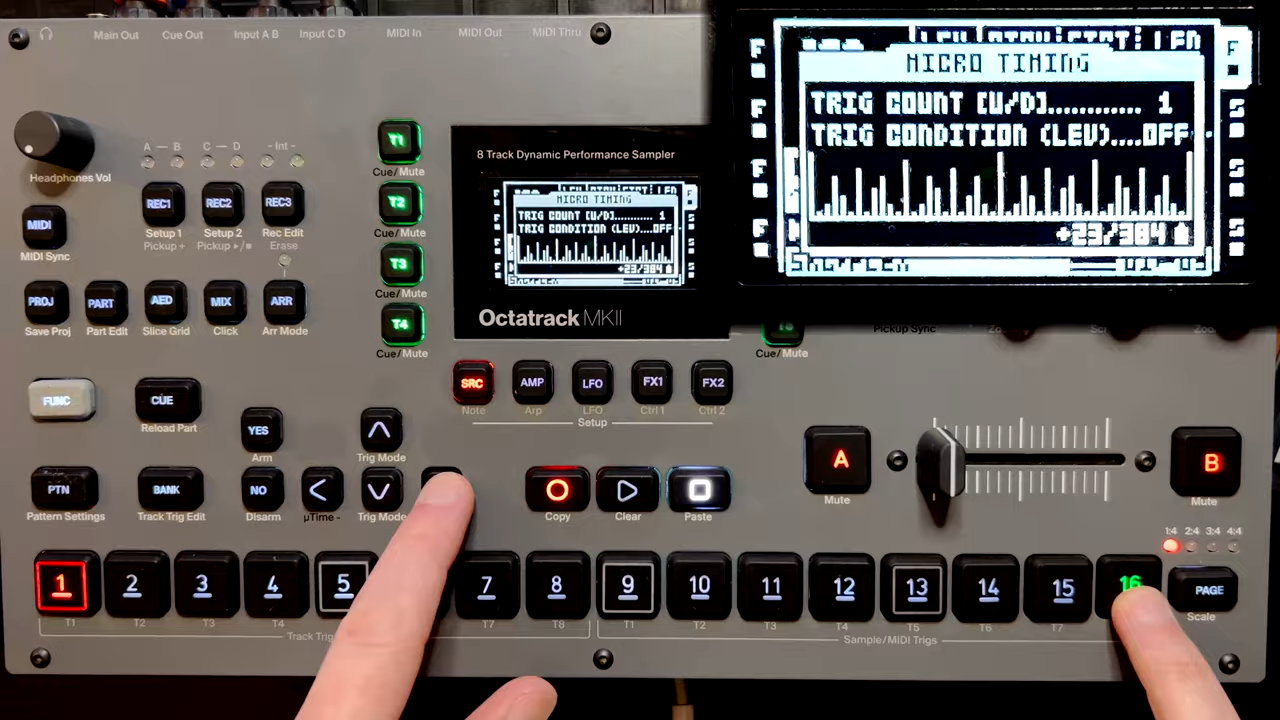 Main Out Cue Out Input A B Input C D MIDI In MIDI Out MIDI Thru
MICRO TIMING
TRIG COUNT [U/D]............ 1
TRIG CONDITION (LEV)....OFF
+23/384
A B C D Int
Headphones Vol
T1
Cue/Mute
8 Track Dynamic Performance Sampler
MICRO TIMING
TRIG COUNT [U/D]............ 1
TRIG CONDITION (LEV)....OFF
+23/384
Octatrack MKII
MIDI
MIDI Sync
REC1 REC2 REC3
Setup 1 Setup 2 Rec Edit
Pickup + Pickup ▸/■ Erase
T2
Cue/Mute
T3
Cue/Mute
T4
Cue/Mute
PROJ PART AED MIX ARR
Save Proj Part Edit Slice Grid Click Arr Mode
Cue/Mute
Pickup Sync
SRC AMP LFO FX1 FX2
Note Arp LFO Ctrl 1 Ctrl 2
Setup
FUNC CUE
Reload Part
YES
Arm
Trig Mode
A
Mute
B
Mute
PTN BANK NO
Pattern Settings Track Trig Edit Disarm µTime - Trig Mode
Copy Clear Paste
1:4 2:4 3:4 4:4
1 2 3 4 5 7 8 9 10 11 12 13 14 15 16
PAGE
Scale
T1 T2 T3 T4 T7 T8 T1 T2 T3 T4 T5 T6 T7
Track Trig
Sample/MIDI Trigs